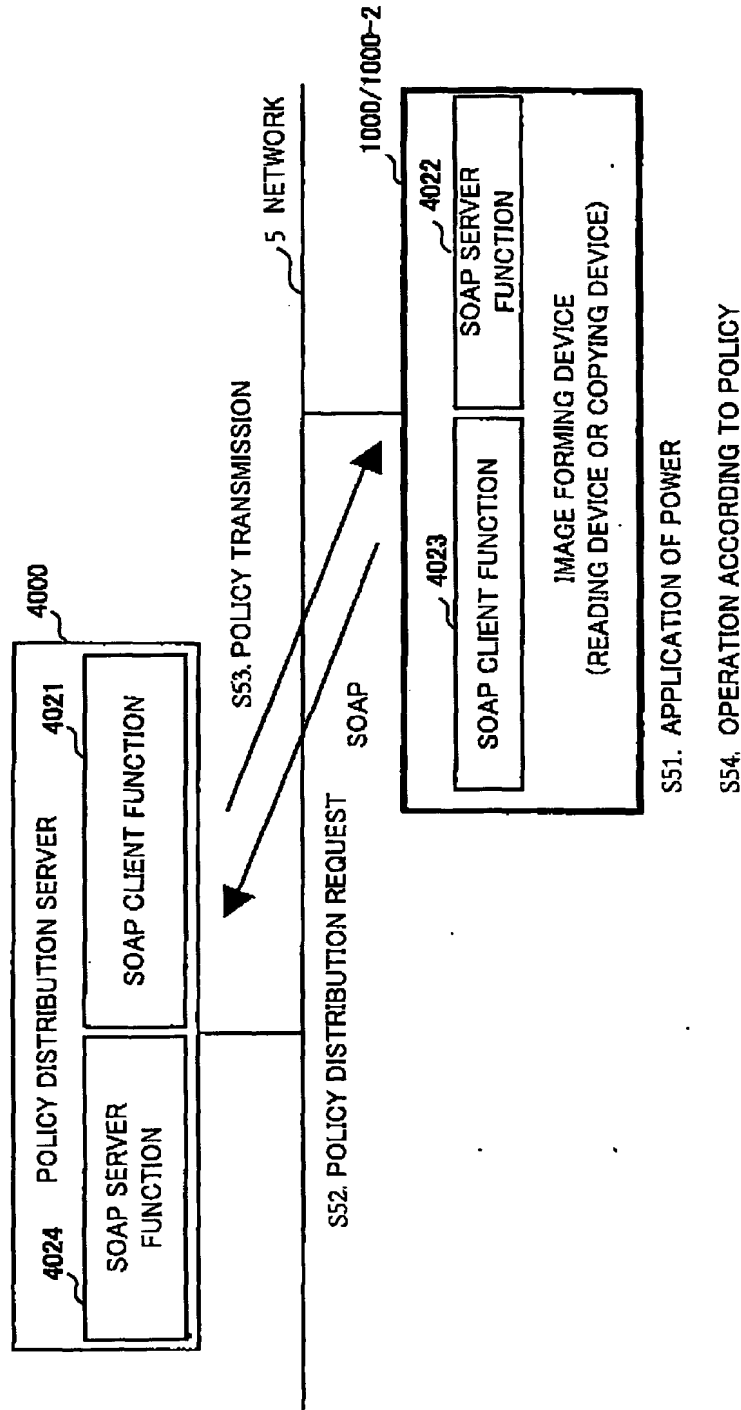 4000
POLICY DISTRIBUTION SERVER
4024
4021
SOAP SERVER
FUNCTION
SOAP CLIENT FUNCTION
S53. POLICY TRANSMISSION
5 NETWORK
S52. POLICY DISTRIBUTION REQUEST
SOAP
1000/1000-2
4023
4022
SOAP CLIENT FUNCTION
SOAP SERVER
FUNCTION
IMAGE FORMING DEVICE
(READING DEVICE OR COPYING DEVICE)
S51. APPLICATION OF POWER
S54. OPERATION ACCORDING TO POLICY